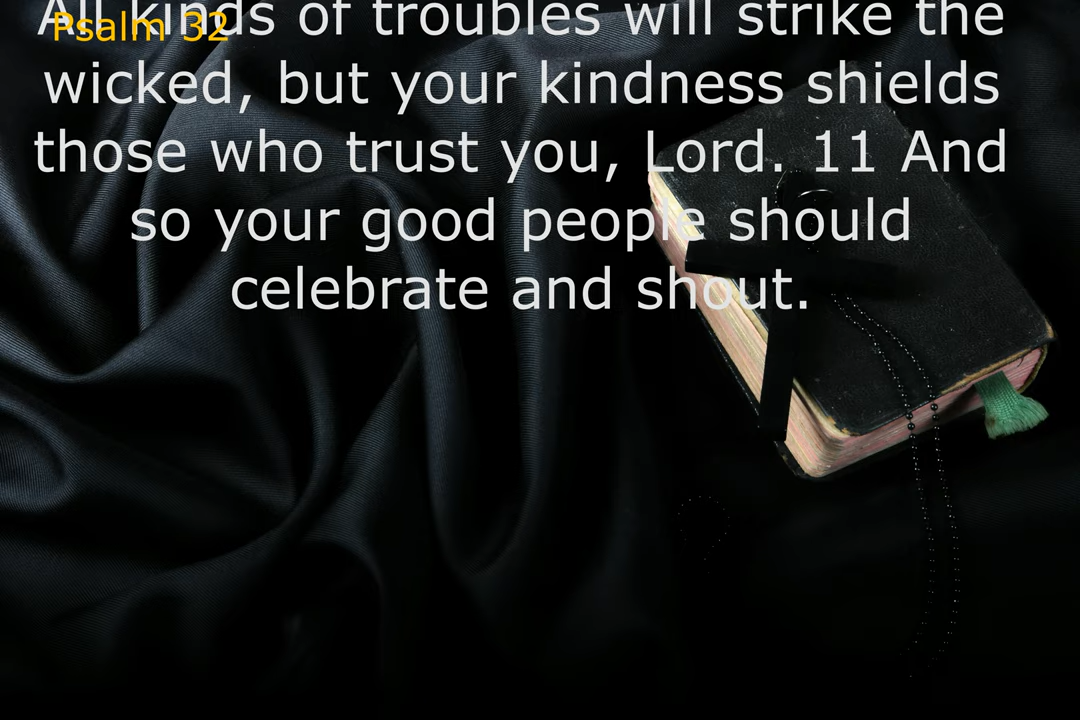 Psalm 32
All kinds of troubles will strike the
wicked, but your kindness shields
those who trust you, Lord. 11 And
so your good people should
celebrate and shout.